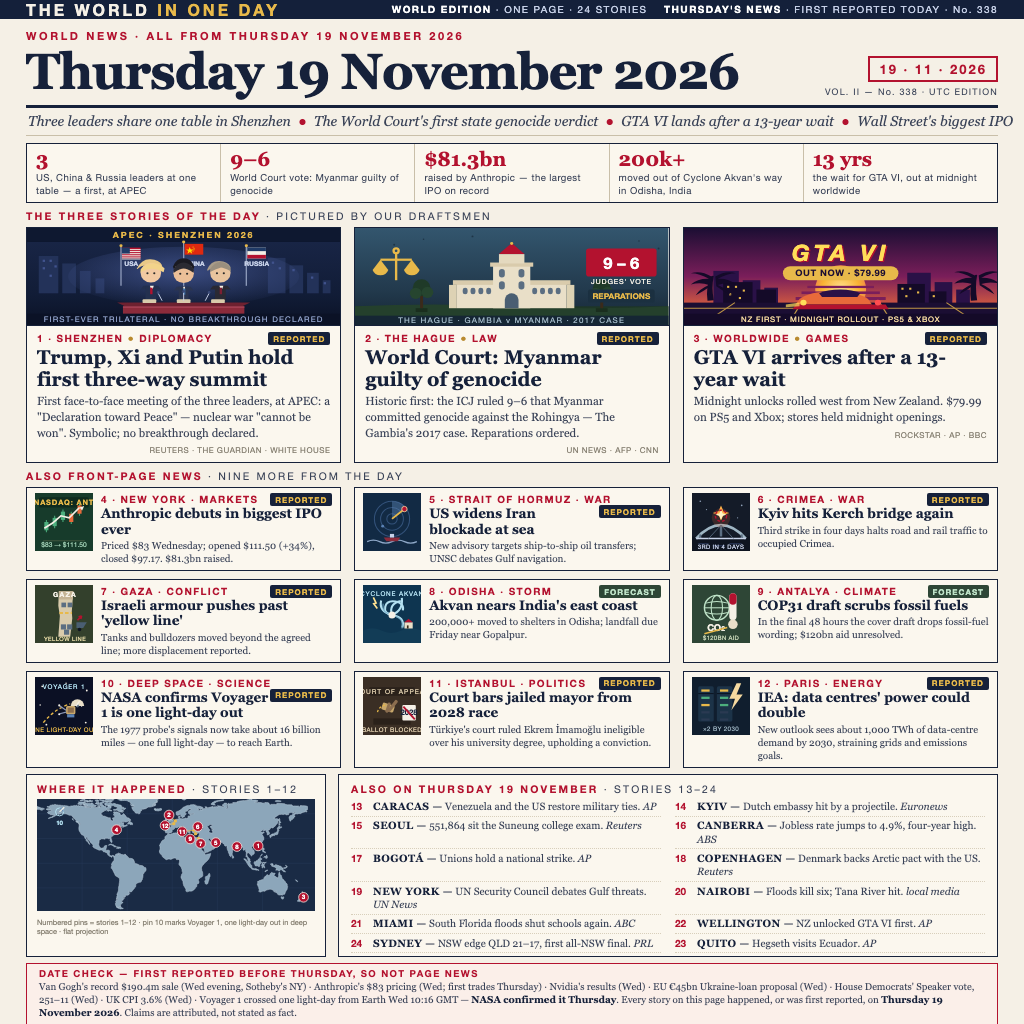 THE WORLD IN ONE DAY
WORLD EDITION · ONE PAGE · 24 STORIES THURSDAY'S NEWS · FIRST REPORTED TODAY · No. 338
WORLD NEWS · ALL FROM THURSDAY 19 NOVEMBER 2026
Thursday 19 November 2026
19 · 11 · 2026
VOL. II — No. 338 · UTC EDITION
Three leaders share one table in Shenzhen ● The World Court's first state genocide verdict ● GTA VI lands after a 13-year wait ● Wall Street's biggest IPO
3
US, China & Russia leaders at one
table — a first, at APEC
9–6
World Court vote: Myanmar guilty of
genocide
$81.3bn
raised by Anthropic — the largest
IPO on record
200k+
moved out of Cyclone Akvan's way
in Odisha, India
13 yrs
the wait for GTA VI, out at midnight
worldwide
THE THREE STORIES OF THE DAY · PICTURED BY OUR DRAFTSMEN
APEC · SHENZHEN 2026
USA
RUSSIA
FIRST-EVER TRILATERAL · NO BREAKTHROUGH DECLARED
1 · SHENZHEN ● DIPLOMACY
REPORTED
Trump, Xi and Putin hold
first three-way summit
First face-to-face meeting of the three leaders, at APEC: a
"Declaration toward Peace" — nuclear war "cannot be
won". Symbolic; no breakthrough declared.
REUTERS · THE GUARDIAN · WHITE HOUSE
9 – 6
JUDGES' VOTE
REPARATIONS
THE HAGUE · GAMBIA v MYANMAR · 2017 CASE
2 · THE HAGUE ● LAW
REPORTED
World Court: Myanmar
guilty of genocide
Historic first: the ICJ ruled 9–6 that Myanmar
committed genocide against the Rohingya — The
Gambia's 2017 case. Reparations ordered.
UN NEWS · AFP · CNN
GTA VI
OUT NOW · $79.99
NZ FIRST · MIDNIGHT ROLLOUT · PS5 & XBOX
3 · WORLDWIDE ● GAMES
REPORTED
GTA VI arrives after a 13-
year wait
Midnight unlocks rolled west from New Zealand. $79.99
on PS5 and Xbox; stores held midnight openings.
ROCKSTAR · AP · BBC
ALSO FRONT-PAGE NEWS · NINE MORE FROM THE DAY
NASDAQ: ANT
$83 → $111.50
4 · NEW YORK · MARKETS
REPORTED
Anthropic debuts in biggest IPO
ever
Priced $83 Wednesday; opened $111.50 (+34%),
closed $97.17. $81.3bn raised.
5 · STRAIT OF HORMUZ · WAR
REPORTED
US widens Iran
blockade at sea
New advisory targets ship-to-ship oil transfers;
UNSC debates Gulf navigation.
3RD IN 4 DAYS
6 · CRIMEA · WAR
REPORTED
Kyiv hits Kerch bridge again
Third strike in four days halts road and rail traffic to
occupied Crimea.
GAZA
YELLOW LINE
7 · GAZA · CONFLICT
REPORTED
Israeli armour pushes past
'yellow line'
Tanks and bulldozers moved beyond the agreed
line; more displacement reported.
CYCLONE AKVAN
8 · ODISHA · STORM
FORECAST
Akvan nears India's east coast
200,000+ moved to shelters in Odisha; landfall due
Friday near Gopalpur.
CO₂
$120BN AID
9 · ANTALYA · CLIMATE
FORECAST
COP31 draft scrubs fossil fuels
In the final 48 hours the cover draft drops fossil-fuel
wording; $120bn aid unresolved.
VOYAGER 1
NE LIGHT-DAY OU
10 · DEEP SPACE · SCIENCE
REPORTED
NASA confirms Voyager
1 is one light-day out
The 1977 probe's signals now take about 16 billion
miles — one full light-day — to reach Earth.
OURT OF APPEA
2028
BALLOT BLOCKED
11 · ISTANBUL · POLITICS
REPORTED
Court bars jailed mayor from
2028 race
Türkiye's court ruled Ekrem İmamoğlu ineligible
over his university degree, upholding a conviction.
×2 BY 2030
12 · PARIS · ENERGY
REPORTED
IEA: data centres' power could
double
New outlook sees about 1,000 TWh of data-centre
demand by 2030, straining grids and emissions
goals.
WHERE IT HAPPENED · STORIES 1–12
10
4
2
12
11
6
9
7
5
8
1
3
Numbered pins = stories 1–12 · pin 10 marks Voyager 1, one light-day out in deep
space · flat projection
ALSO ON THURSDAY 19 NOVEMBER · STORIES 13–24
13 CARACAS — Venezuela and the US restore military ties. AP
14 KYIV — Dutch embassy hit by a projectile. Euronews
15 SEOUL — 551,864 sit the Suneung college exam. Reuters
16 CANBERRA — Jobless rate jumps to 4.9%, four-year high.
ABS
17 BOGOTÁ — Unions hold a national strike. AP
18 COPENHAGEN — Denmark backs Arctic pact with the US.
Reuters
19 NEW YORK — UN Security Council debates Gulf threats.
UN News
20 NAIROBI — Floods kill six; Tana River hit. local media
21 MIAMI — South Florida floods shut schools again. ABC
22 WELLINGTON — NZ unlocked GTA VI first. AP
24 SYDNEY — NSW edge QLD 21–17, first all-NSW final. PRL
23 QUITO — Hegseth visits Ecuador. AP
DATE CHECK — FIRST REPORTED BEFORE THURSDAY, SO NOT PAGE NEWS
Van Gogh's record $190.4m sale (Wed evening, Sotheby's NY) · Anthropic's $83 pricing (Wed; first trades Thursday) · Nvidia's results (Wed) · EU €45bn Ukraine-loan proposal (Wed) · House Democrats' Speaker vote,
251–11 (Wed) · UK CPI 3.6% (Wed) · Voyager 1 crossed one light-day from Earth Wed 10:16 GMT — NASA confirmed it Thursday. Every story on this page happened, or was first reported, on Thursday 19
November 2026. Claims are attributed, not stated as fact.